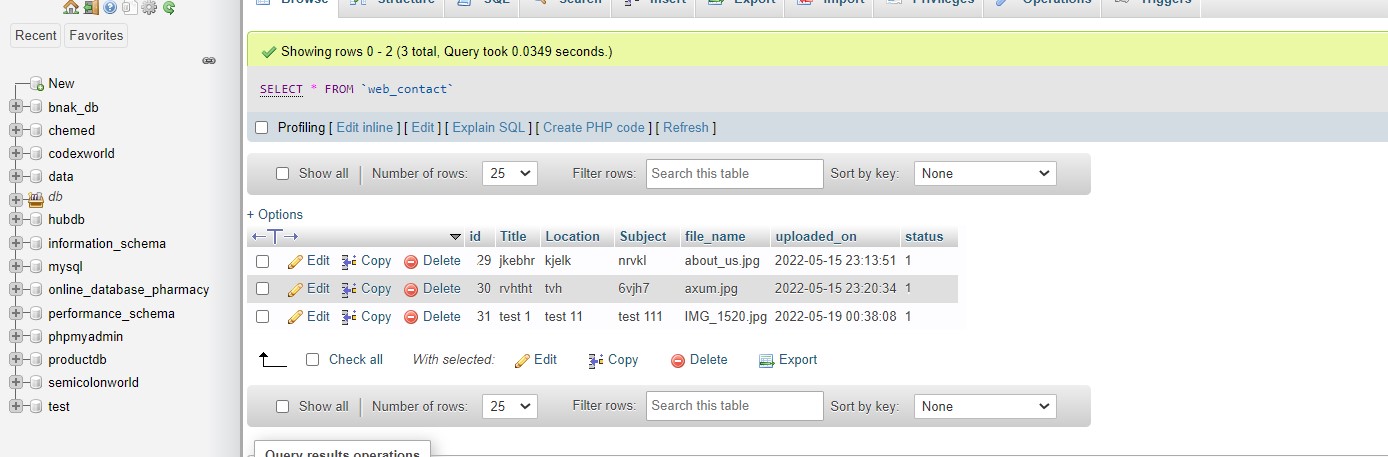 Browse Structure SQL Search Insert Export Import Privileges Operations Triggers
Recent Favorites
New
bnak_db
chemed
codexworld
data
db
hubdb
information_schema
mysql
online_database_pharmacy
performance_schema
phpmyadmin
productdb
semicolonworld
test
Showing rows 0 - 2 (3 total, Query took 0.0349 seconds.)
SELECT * FROM `web_contact`
Profiling [ Edit inline ] [ Edit ] [ Explain SQL ] [ Create PHP code ] [ Refresh ]
Show all Number of rows: 25 Filter rows: Search this table Sort by key: None
+ Options
←T→ id Title Location Subject file_name uploaded_on status
Edit Copy Delete 29 jkebhr kjelk nrvkl about_us.jpg 2022-05-15 23:13:51 1
Edit Copy Delete 30 rvhtht tvh 6vjh7 axum.jpg 2022-05-15 23:20:34 1
Edit Copy Delete 31 test 1 test 11 test 111 IMG_1520.jpg 2022-05-19 00:38:08 1
Check all With selected: Edit Copy Delete Export
Show all Number of rows: 25 Filter rows: Search this table Sort by key: None
Query results operations